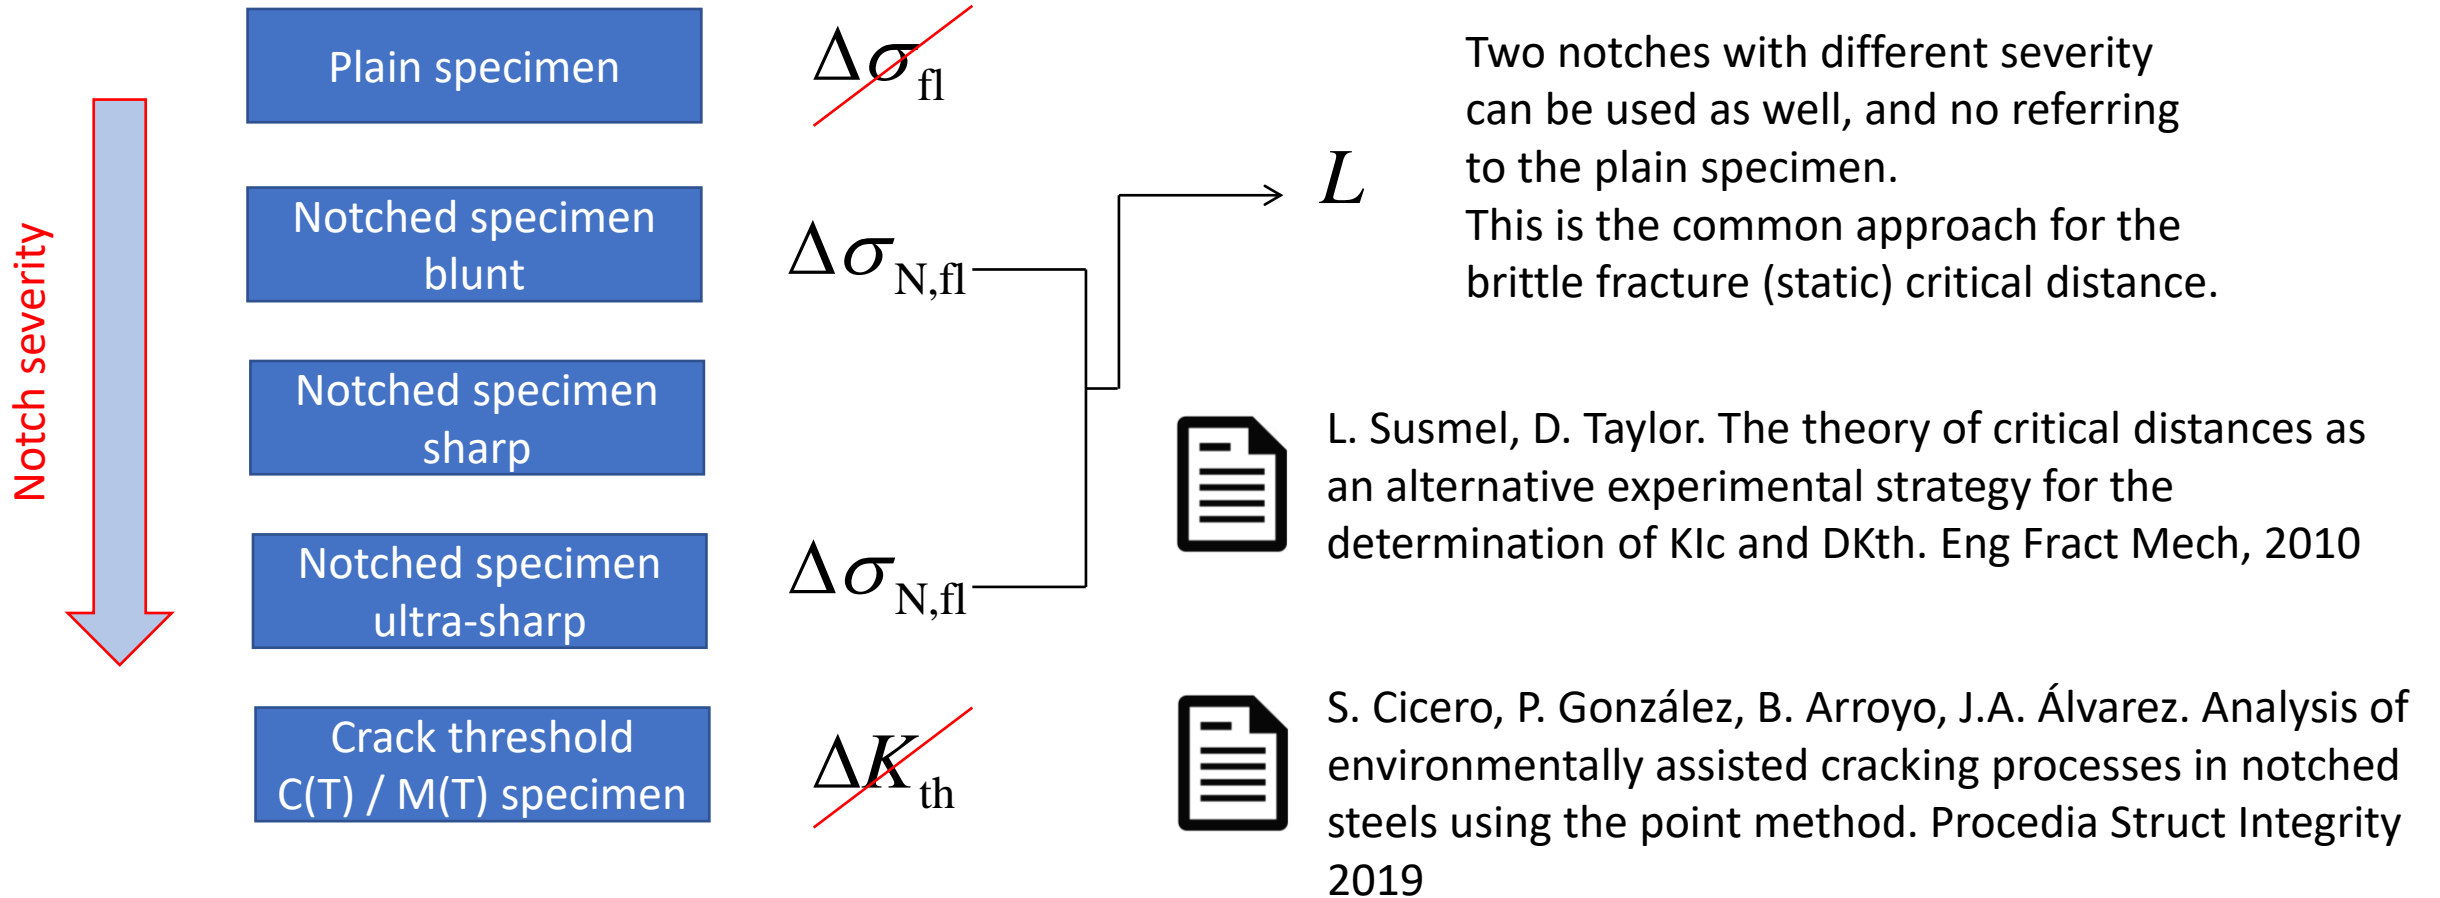 Notch severity
Plain specimen
Δσfl
Notched specimen
blunt
ΔσN,fl
Notched specimen
sharp
Notched specimen
ultra-sharp
ΔσN,fl
Crack threshold
C(T) / M(T) specimen
ΔKth
L
Two notches with different severity
can be used as well, and no referring
to the plain specimen.
This is the common approach for the
brittle fracture (static) critical distance.
L. Susmel, D. Taylor. The theory of critical distances as
an alternative experimental strategy for the
determination of KIc and DKth. Eng Fract Mech, 2010
S. Cicero, P. González, B. Arroyo, J.A. Álvarez. Analysis of
environmentally assisted cracking processes in notched
steels using the point method. Procedia Struct Integrity
2019